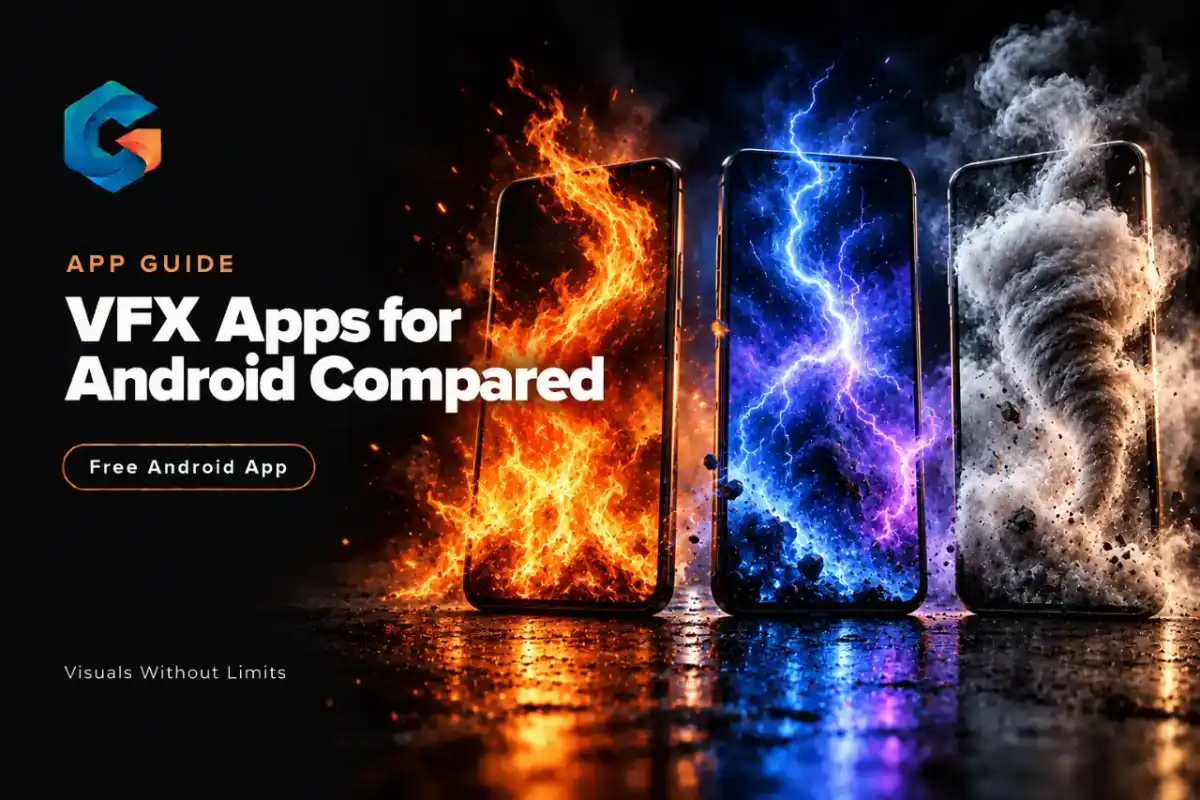 APP GUIDE
VFX Apps for
Android Compared
Free Android App
Visuals Without Limits